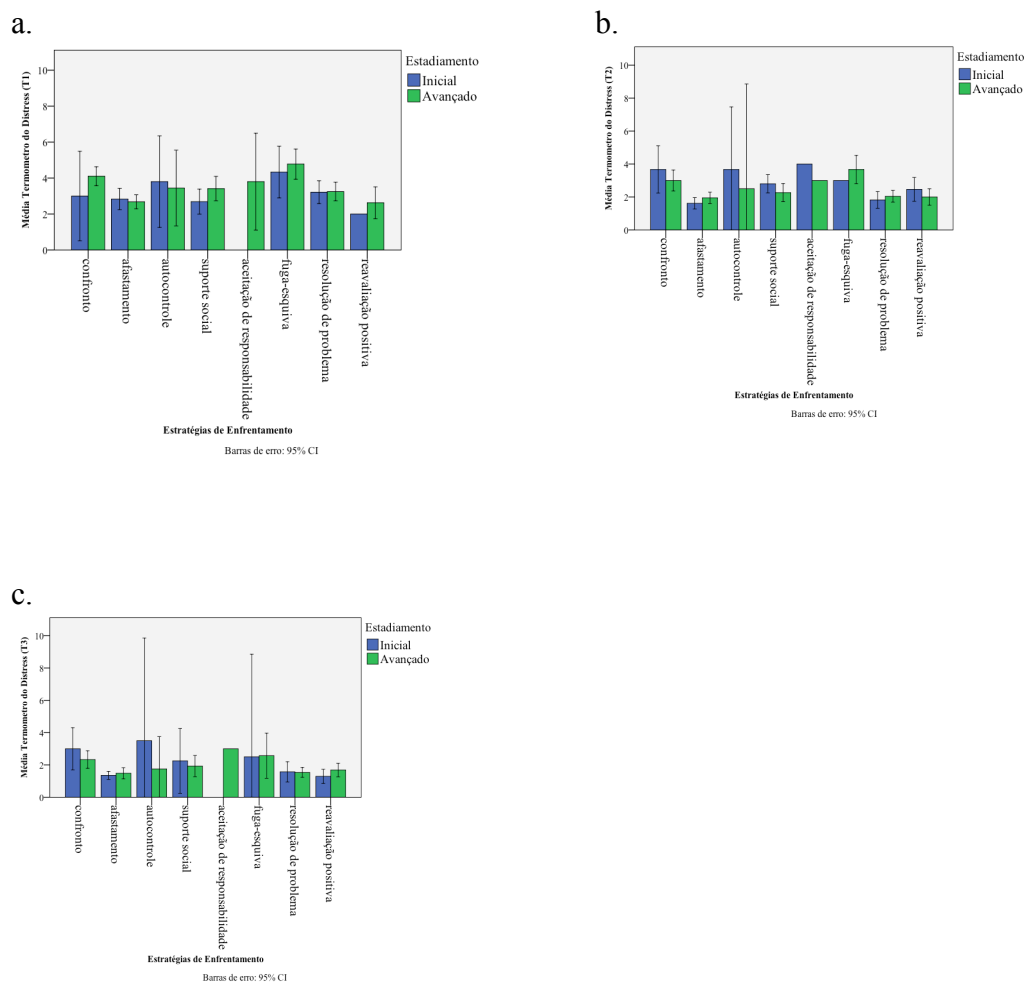 a.
Média Termometro do Distress (T1)
10
8
6
4
2
0
Estadiamento
Inicial
Avançado
confronto
afastamento
autocontrole
suporte social
aceitação de responsabilidade
fuga-esquiva
resolução de problema
reavaliação positiva
Estratégias de Enfrentamento
Barras de erro: 95% CI
b.
Média Termometro do Distress (T2)
10
8
6
4
2
0
Estadiamento
Inicial
Avançado
confronto
afastamento
autocontrole
suporte social
aceitação de responsabilidade
fuga-esquiva
resolução de problema
reavaliação positiva
Estratégias de Enfrentamento
Barras de erro: 95% CI
c.
Média Termometro do Distress (T3)
10
8
6
4
2
0
Estadiamento
Inicial
Avançado
confronto
afastamento
autocontrole
suporte social
aceitação de responsabilidade
fuga-esquiva
resolução de problema
reavaliação positiva
Estratégias de Enfrentamento
Barras de erro: 95% CI